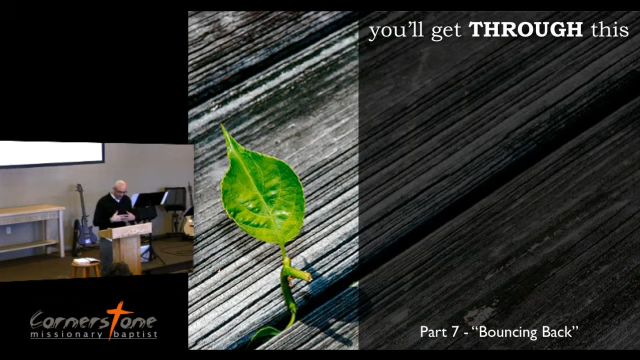 you'll get THROUGH this
Cornerstone
missionary baptist
Part 7 - "Bouncing Back"